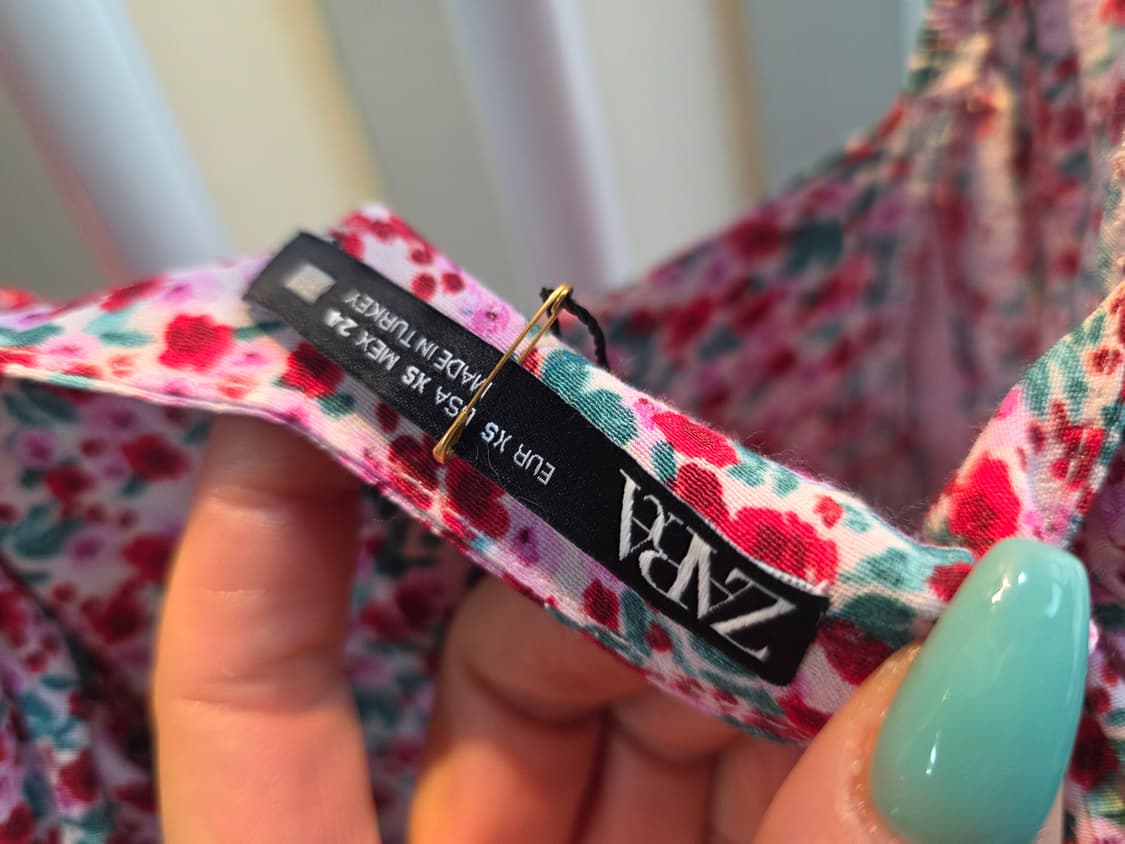 ZARA
EUR XS
USA XS MEX 24
MADE IN TURKEY